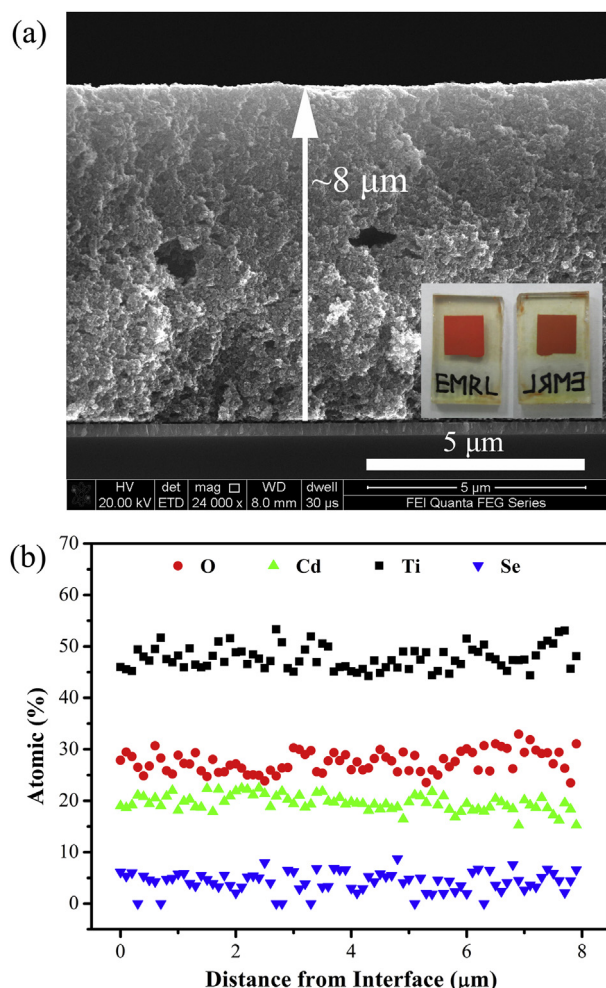 (a)
~8 μm
EMRL
EMRL
5 μm
HV det mag WD dwell
20.00 kV ETD 24 000 x 8.0 mm 30 μs
5 μm
FEI Quanta FEG Series
(b)
O Cd Ti Se
70
60
50
40
30
20
10
0
Atomic (%)
0 2 4 6 8
Distance from Interface (μm)